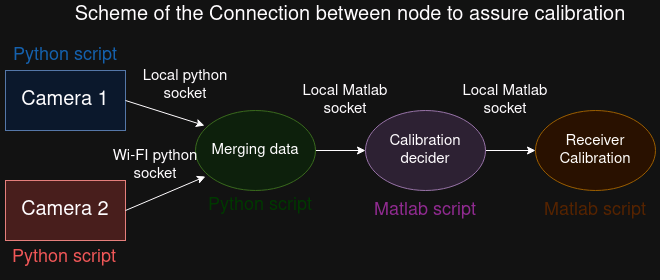 Scheme of the Connection between node to assure calibration
Python script
Camera 1
Local python
socket
Local Matlab
socket
Local Matlab
socket
Merging data
Calibration
decider
Receiver
Calibration
Wi-FI python
socket
Camera 2
Python script
Python script
Matlab script
Matlab script